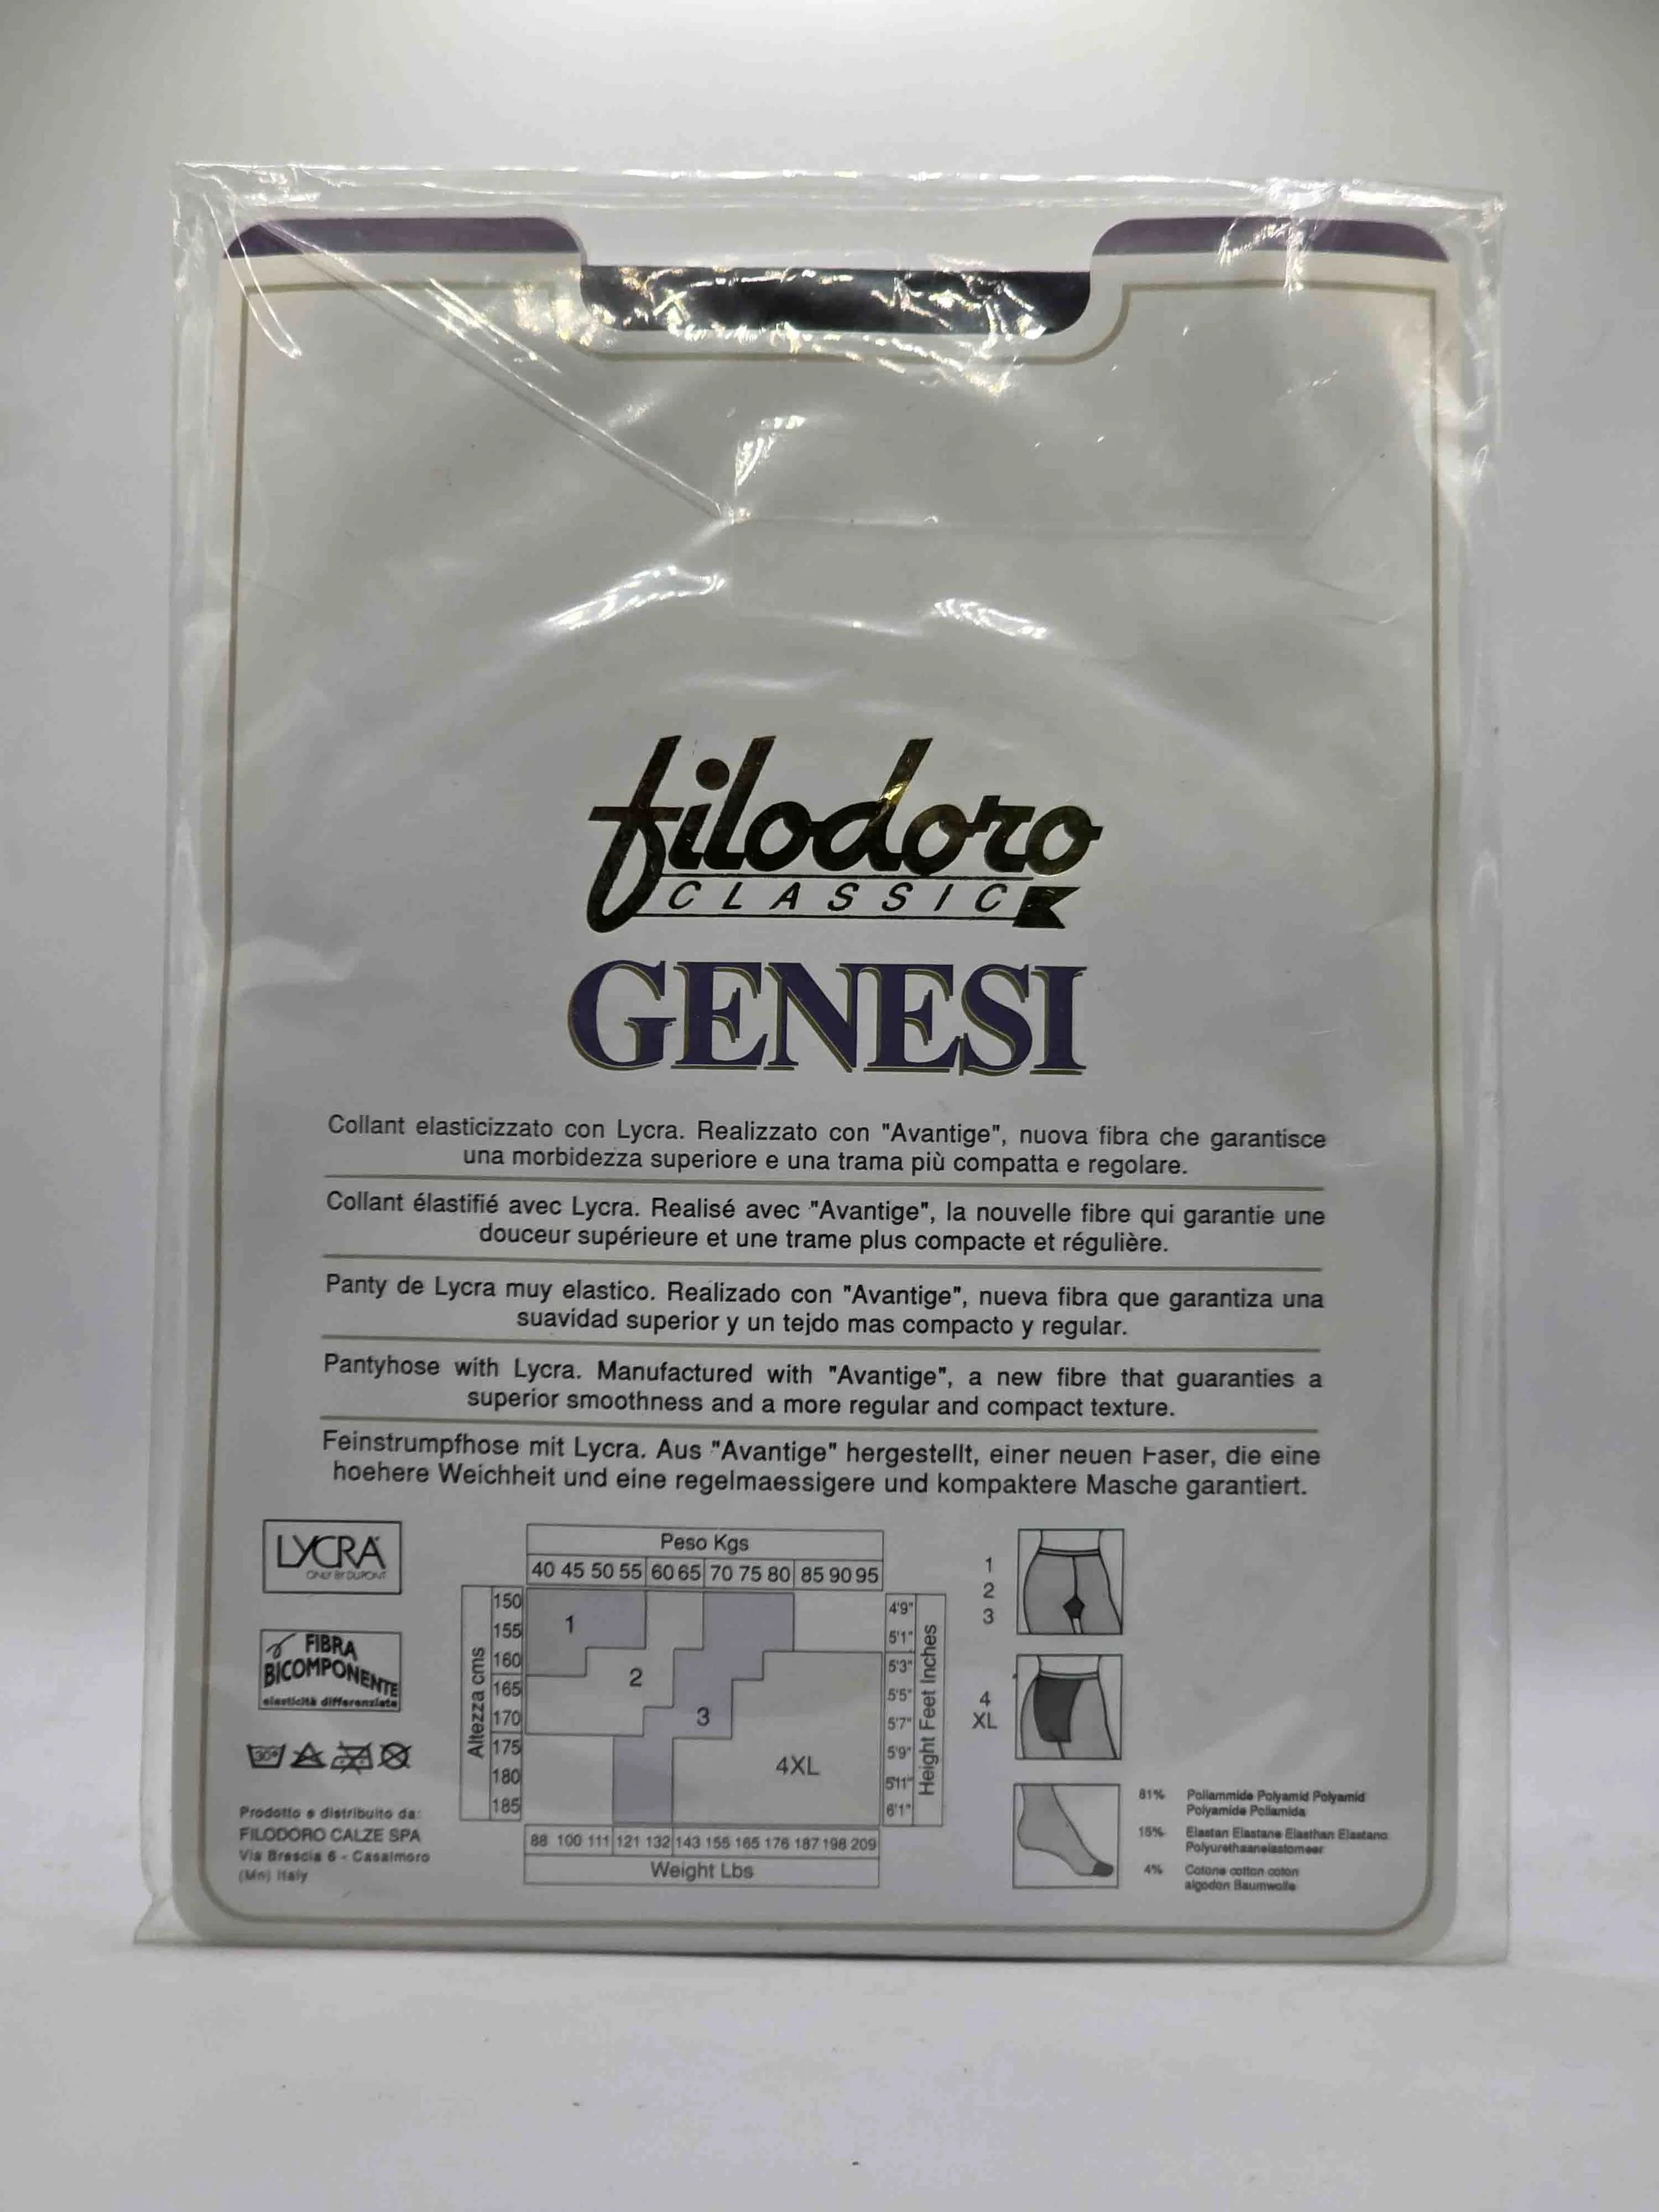 filodoro
CLASSIC
GENESI
Collant elasticizzato con Lycra. Realizzato con "Avantige", nuova fibra che garantisce
una morbidezza superiore e una trama più compatta e regolare.
Collant élastifié avec Lycra. Realisé avec "Avantige", la nouvelle fibre qui garantie une
douceur supérieure et une trame plus compacte et régulière.
Panty de Lycra muy elastico. Realizado con "Avantige", nueva fibra que garantiza una
suavidad superior y un tejdo mas compacto y regular.
Pantyhose with Lycra. Manufactured with "Avantige", a new fibre that guaranties a
superior smoothness and a more regular and compact texture.
Feinstrumpfhose mit Lycra. Aus "Avantige" hergestellt, einer neuen Faser, die eine
hoehere Weichheit und eine regelmaessigere und kompaktere Masche garantiert.
LYCRA
ONLY BY DUPONT
FIBRA
BICOMPONENTE
elasticità differenziata
30°
Prodotto e distribuito da:
FILODORO CALZE SPA
Via Brescia 6 - Casalmoro
(Mn) Italy
Peso Kgs
40 45 50 55 60 65 70 75 80 85 90 95
Altezza cms
150
155
160
165
170
175
180
185
1
2
3
4XL
4'9"
5'1"
5'3"
5'5"
5'7"
5'9"
5'11"
6'1"
Height Feet Inches
88 100 111 121 132 143 155 165 176 187 198 209
Weight Lbs
1
2
3
4
XL
81% Poliammide Polyamid Polyamid
Polyamide Poliamida
15% Elastan Elastane Elasthan Elastano
Polyurethaanelastomeer
4% Cotone cotton coton
algodon Baumwolle